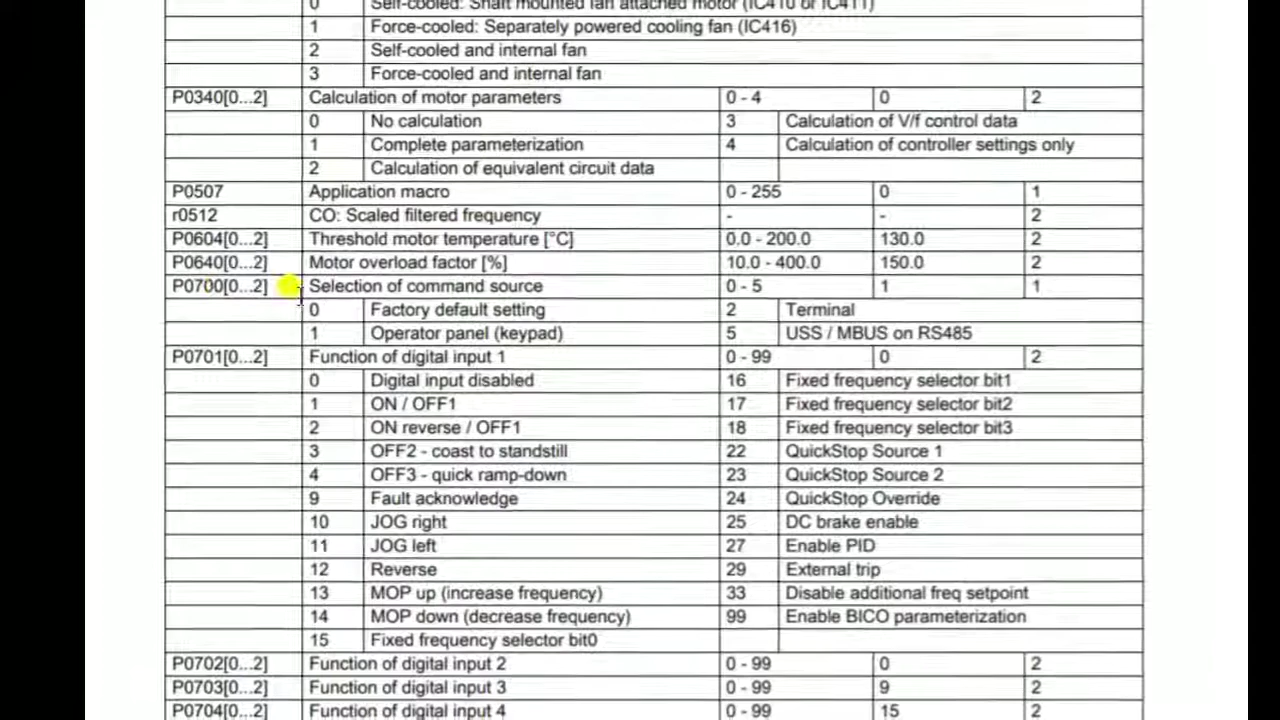 0 Self-cooled: Shaft mounted fan attached motor (IC410 or IC411)
1 Force-cooled: Separately powered cooling fan (IC416)
2 Self-cooled and internal fan
3 Force-cooled and internal fan
P0340[0...2] Calculation of motor parameters 0 - 4 0 2
0 No calculation 3 Calculation of V/f control data
1 Complete parameterization 4 Calculation of controller settings only
2 Calculation of equivalent circuit data
P0507 Application macro 0 - 255 0 1
r0512 CO: Scaled filtered frequency - - 2
P0604[0...2] Threshold motor temperature [°C] 0.0 - 200.0 130.0 2
P0640[0...2] Motor overload factor [%] 10.0 - 400.0 150.0 2
P0700[0...2] Selection of command source 0 - 5 1 1
0 Factory default setting 2 Terminal
1 Operator panel (keypad) 5 USS / MBUS on RS485
P0701[0...2] Function of digital input 1 0 - 99 0 2
0 Digital input disabled 16 Fixed frequency selector bit1
1 ON / OFF1 17 Fixed frequency selector bit2
2 ON reverse / OFF1 18 Fixed frequency selector bit3
3 OFF2 - coast to standstill 22 QuickStop Source 1
4 OFF3 - quick ramp-down 23 QuickStop Source 2
9 Fault acknowledge 24 QuickStop Override
10 JOG right 25 DC brake enable
11 JOG left 27 Enable PID
12 Reverse 29 External trip
13 MOP up (increase frequency) 33 Disable additional freq setpoint
14 MOP down (decrease frequency) 99 Enable BICO parameterization
15 Fixed frequency selector bit0
P0702[0...2] Function of digital input 2 0 - 99 0 2
P0703[0...2] Function of digital input 3 0 - 99 9 2
P0704[0...2] Function of digital input 4 0 - 99 15 2